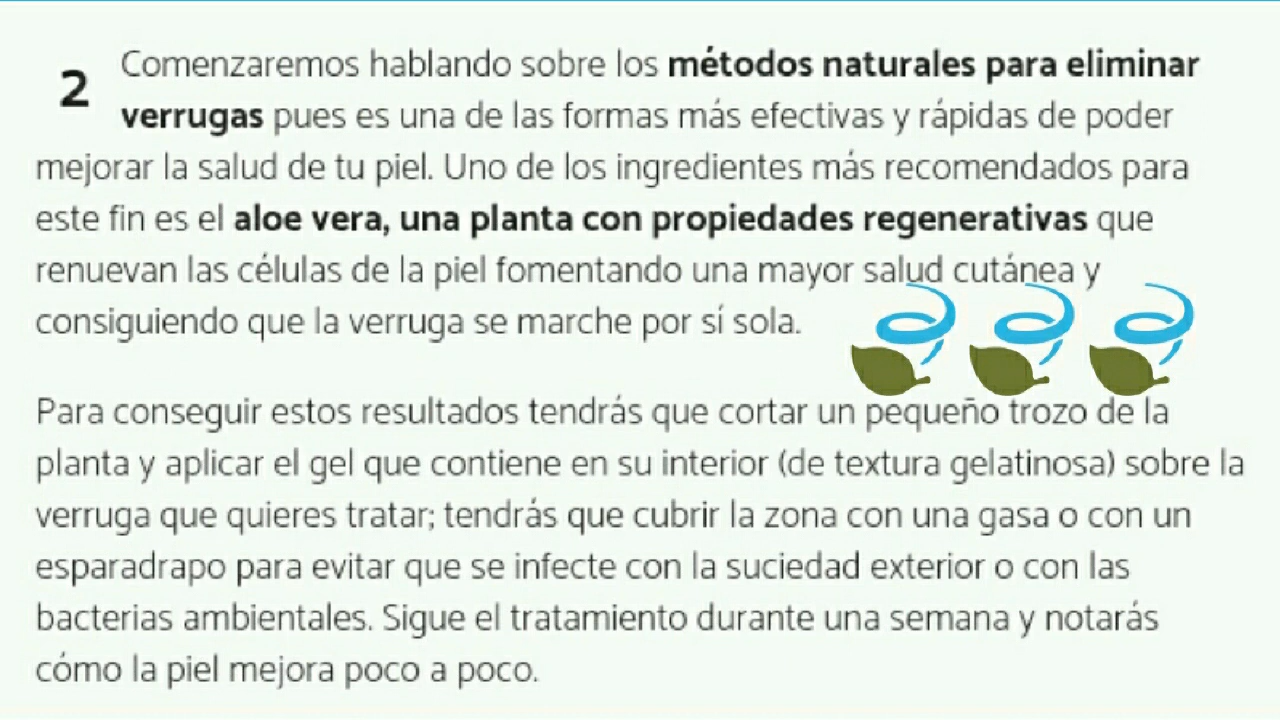 2
Comenzaremos hablando sobre los métodos naturales para eliminar
verrugas pues es una de las formas más efectivas y rápidas de poder
mejorar la salud de tu piel. Uno de los ingredientes más recomendados para
este fin es el aloe vera, una planta con propiedades regenerativas que
renuevan las células de la piel fomentando una mayor salud cutánea y
consiguiendo que la verruga se marche por sí sola.
Para conseguir estos resultados tendrás que cortar un pequeño trozo de la
planta y aplicar el gel que contiene en su interior (de textura gelatinosa) sobre la
verruga que quieres tratar; tendrás que cubrir la zona con una gasa o con un
esparadrapo para evitar que se infecte con la suciedad exterior o con las
bacterias ambientales. Sigue el tratamiento durante una semana y notarás
cómo la piel mejora poco a poco.